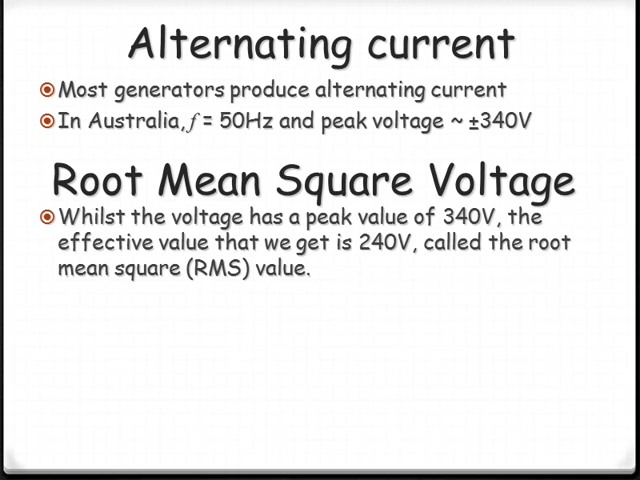 Alternating current
Most generators produce alternating current
In Australia, f = 50Hz and peak voltage ~ ±340V
Root Mean Square Voltage
Whilst the voltage has a peak value of 340V, the
effective value that we get is 240V, called the root
mean square (RMS) value.